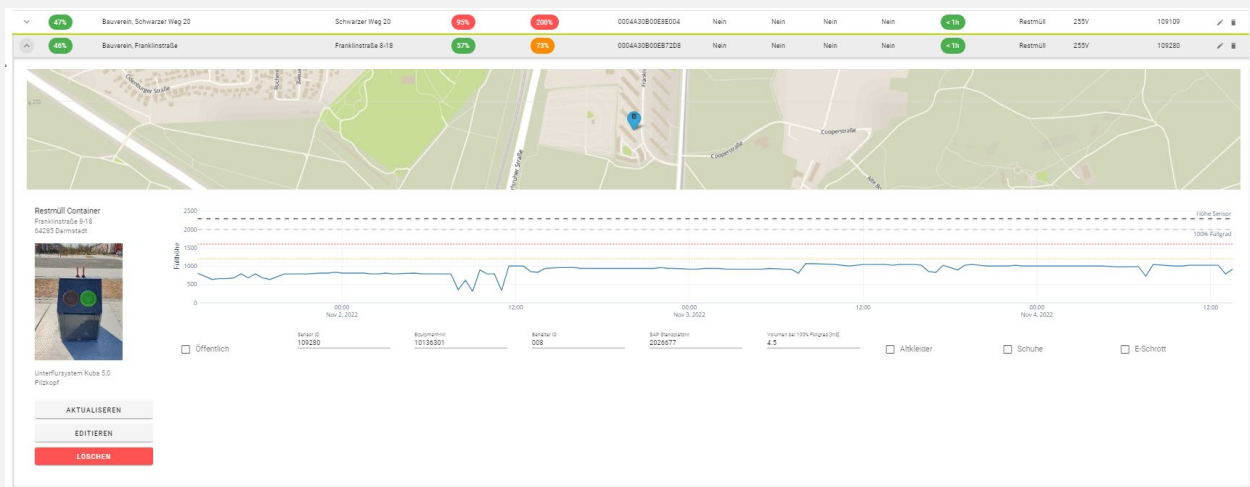 47% Bauverein, Schwarzer Weg 20 Schwarzer Weg 20 95% 200% 0004A30B00E8E004 Nein Nein Nein Nein < 1h Restmüll 255V 109109
46% Bauverein, Franklinstraße Franklinstraße 8-18 57% 73% 0004A30B00EB72D8 Nein Nein Nein Nein < 1h Restmüll 255V 109280
Odenburger Straße
Cooperstraße
Cooperstraße
Restmüll Container
Franklinstraße 8-18
64285 Darmstadt
Unterflursystem Kuba 5.0
Pilzkopf
AKTUALISEREN
EDITIEREN
LÖSCHEN
Füllhöhe
2500
2000
1500
1000
500
0
Höhe Sensor
100% Füllgrad
00:00
Nov 2, 2022
12:00
00:00
Nov 3, 2022
12:00
00:00
Nov 4, 2022
12:00
Öffentlich
Sensor ID
109280
Equipment-Nr
10136301
Behälter ID
008
SAP Standplatznr
2026677
Volumen bei 100% Füllgrad [m3]
4.5
Altkleider
Schuhe
E-Schrott